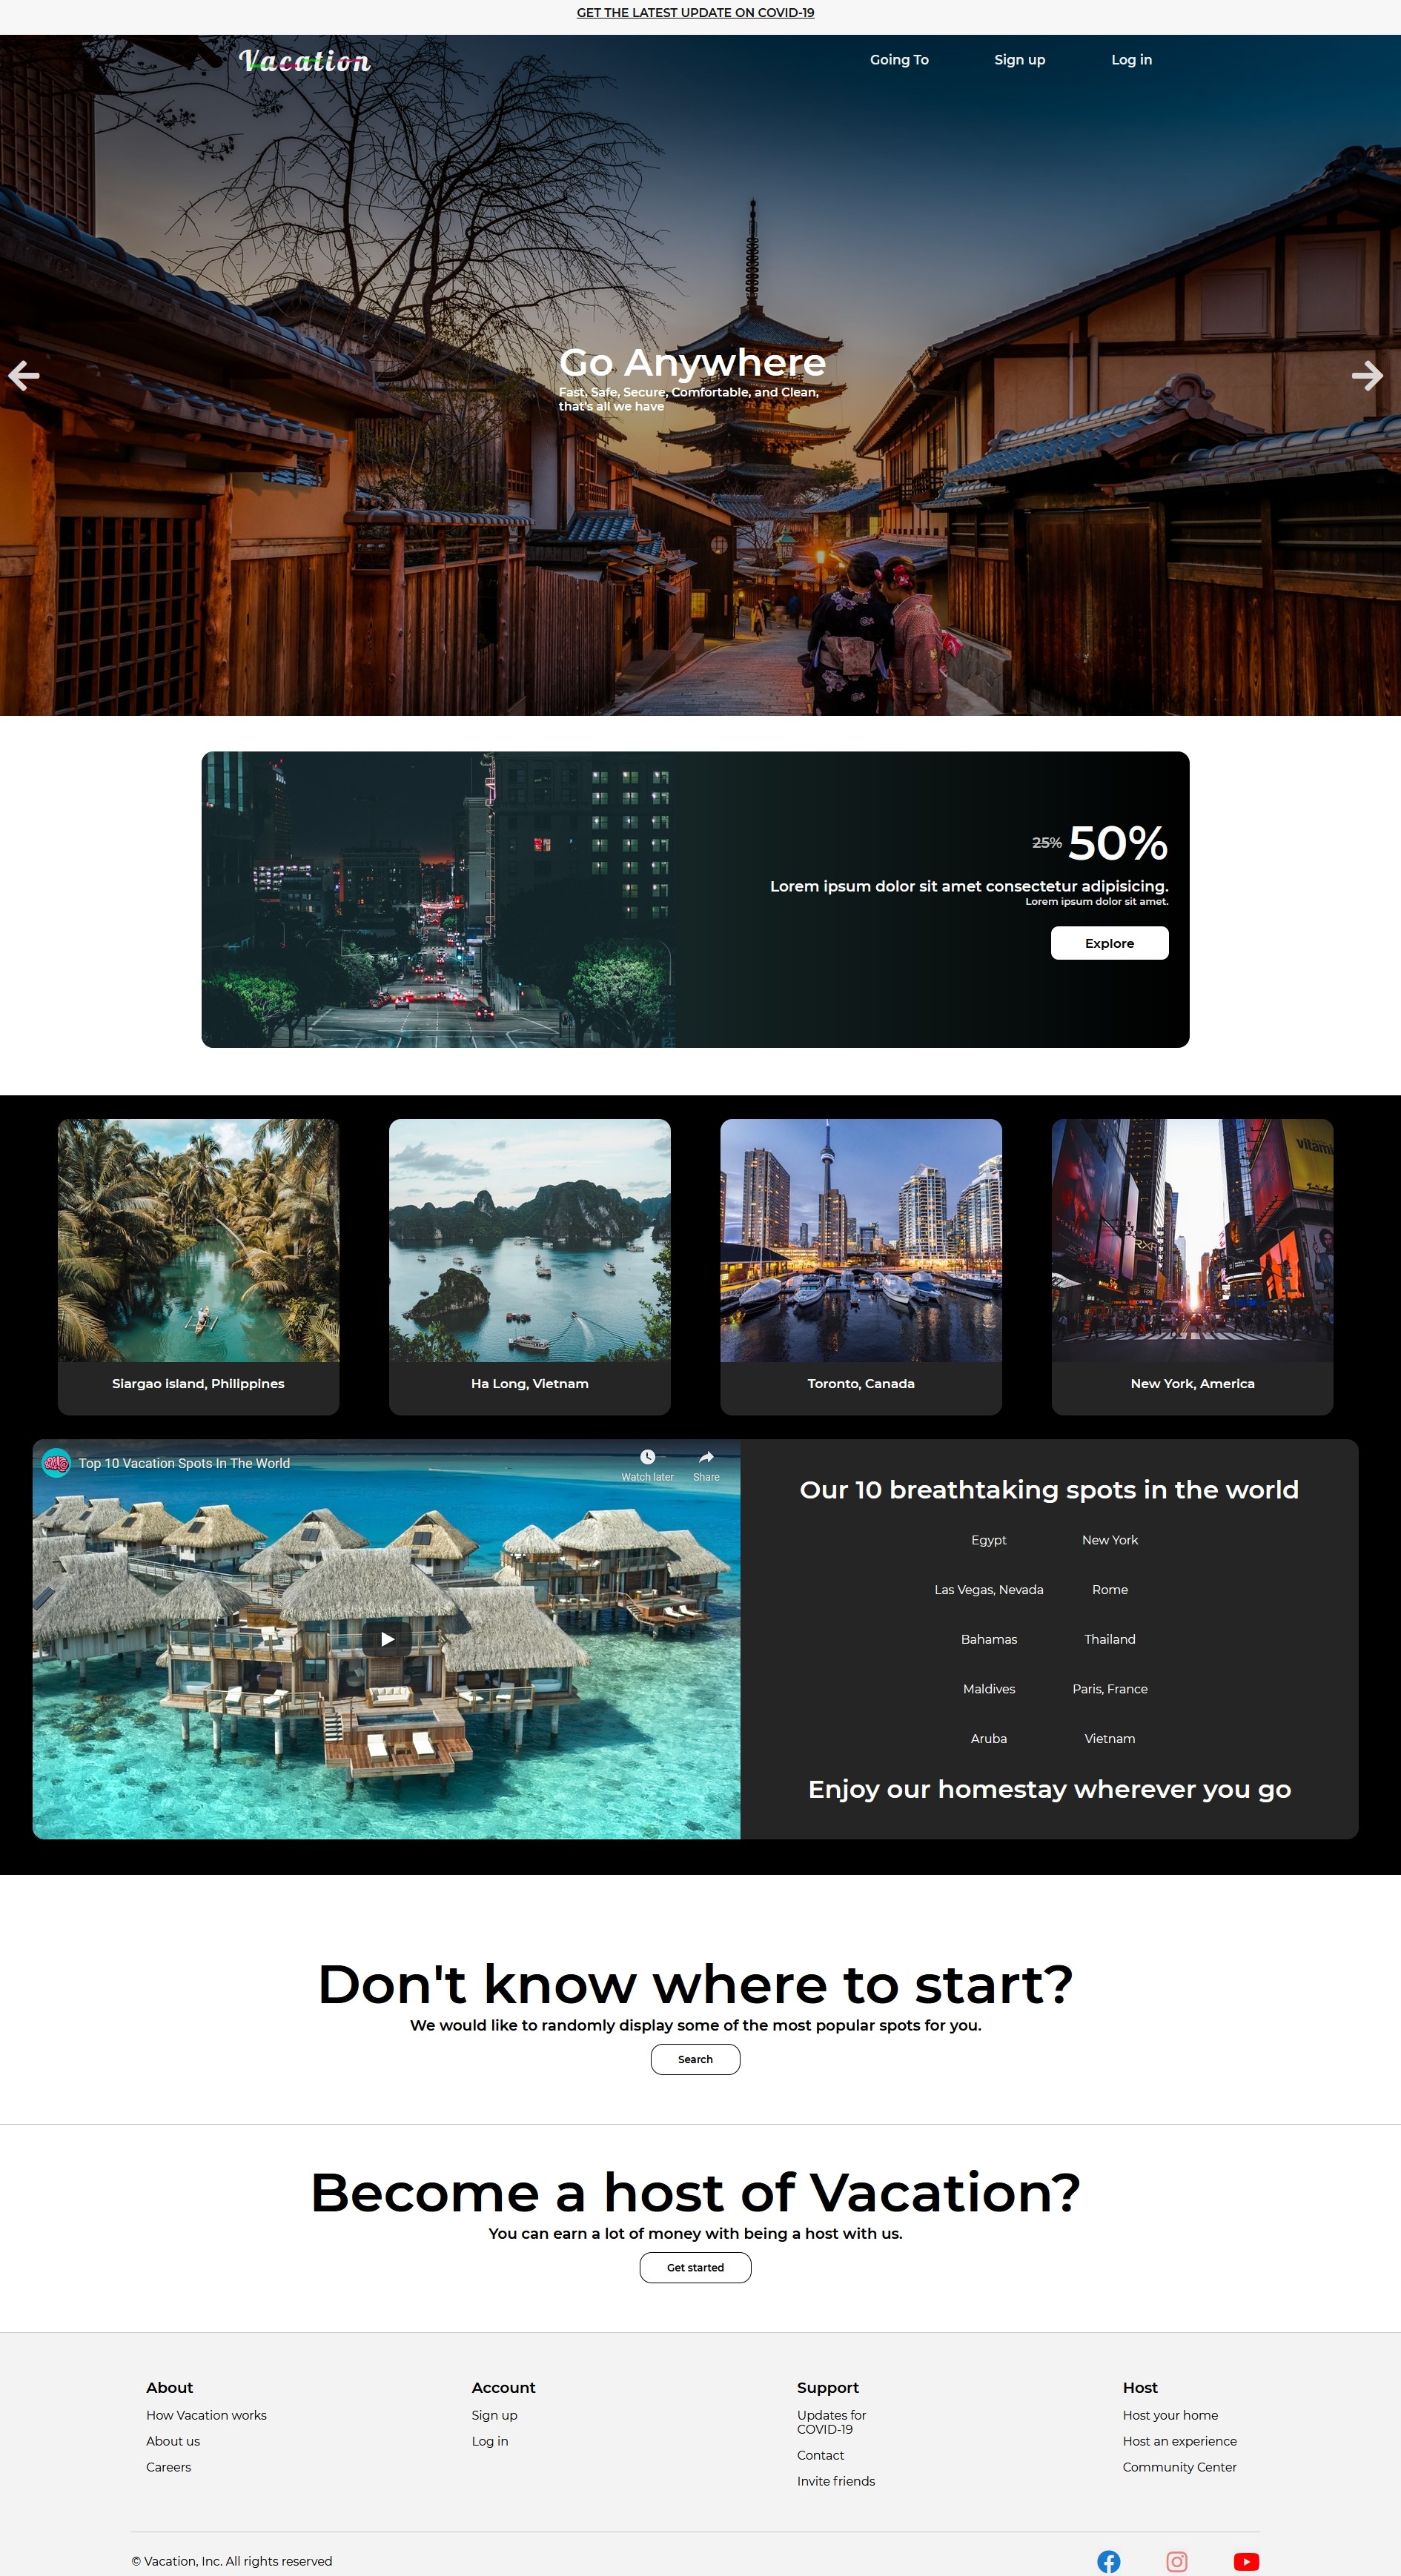 GET THE LATEST UPDATE ON COVID-19
Vacation
Going To
Sign up
Log in
Go Anywhere
Fast, Safe, Secure, Comfortable, and Clean,
that's all we have
25% 50%
Lorem ipsum dolor sit amet consectetur adipisicing.
Lorem ipsum dolor sit amet.
Explore
Siargao island, Philippines
Ha Long, Vietnam
Toronto, Canada
New York, America
Top 10 Vacation Spots In The World
Watch later
Share
Our 10 breathtaking spots in the world
Egypt
New York
Las Vegas, Nevada
Rome
Bahamas
Thailand
Maldives
Paris, France
Aruba
Vietnam
Enjoy our homestay wherever you go
Don't know where to start?
We would like to randomly display some of the most popular spots for you.
Search
Become a host of Vacation?
You can earn a lot of money with being a host with us.
Get started
About
How Vacation works
About us
Careers
Account
Sign up
Log in
Support
Updates for
COVID-19
Contact
Invite friends
Host
Host your home
Host an experience
Community Center
© Vacation, Inc. All rights reserved